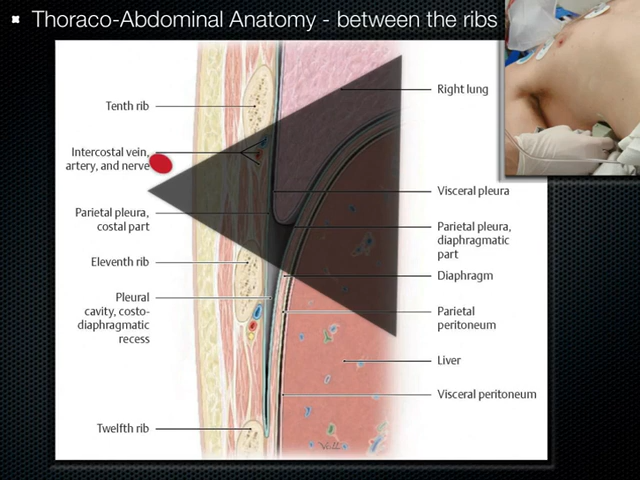 Thoraco-Abdominal Anatomy - between the ribs
Tenth rib
Intercostal vein,
artery, and nerve
Parietal pleura,
costal part
Eleventh rib
Pleural
cavity, costo-
diaphragmatic
recess
Twelfth rib
Right lung
Visceral pleura
Parietal pleura,
diaphragmatic
part
Diaphragm
Parietal
peritoneum
Liver
Visceral peritoneum